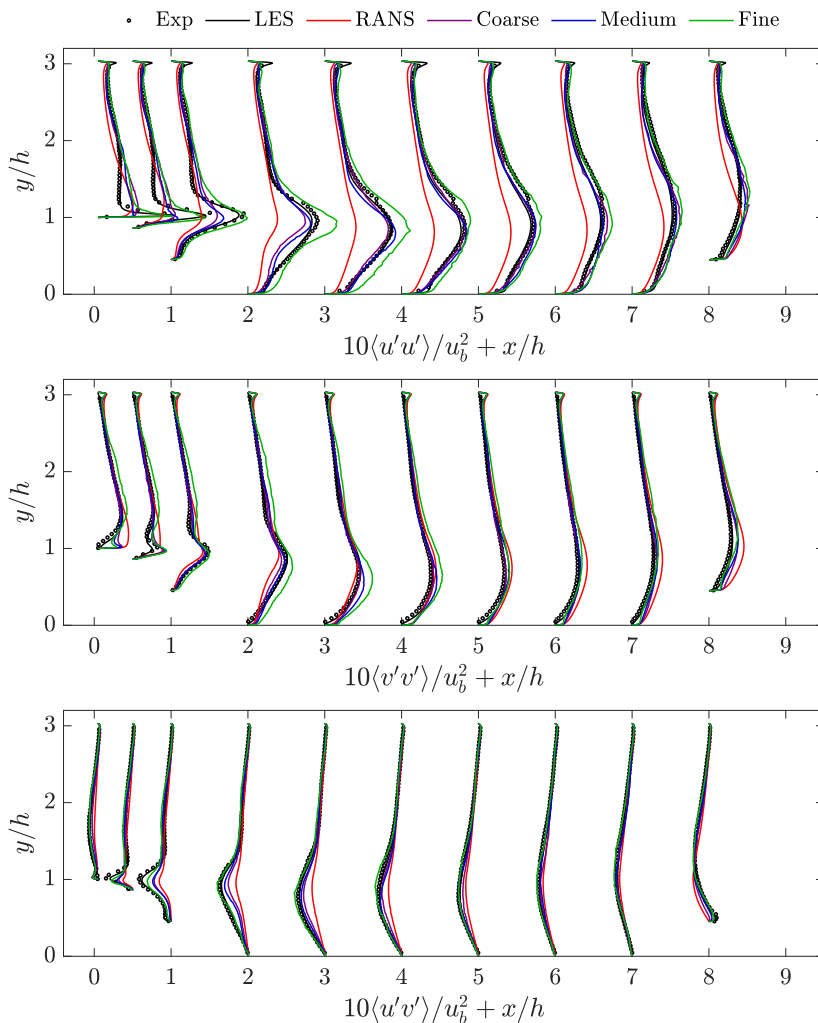 Exp LES RANS Coarse Medium Fine
3
2
1
0
y/h
0 1 2 3 4 5 6 7 8 9
10⟨u′u′⟩/u_b^2 + x/h
3
2
1
0
y/h
0 1 2 3 4 5 6 7 8 9
10⟨v′v′⟩/u_b^2 + x/h
3
2
1
0
y/h
0 1 2 3 4 5 6 7 8 9
10⟨u′v′⟩/u_b^2 + x/h